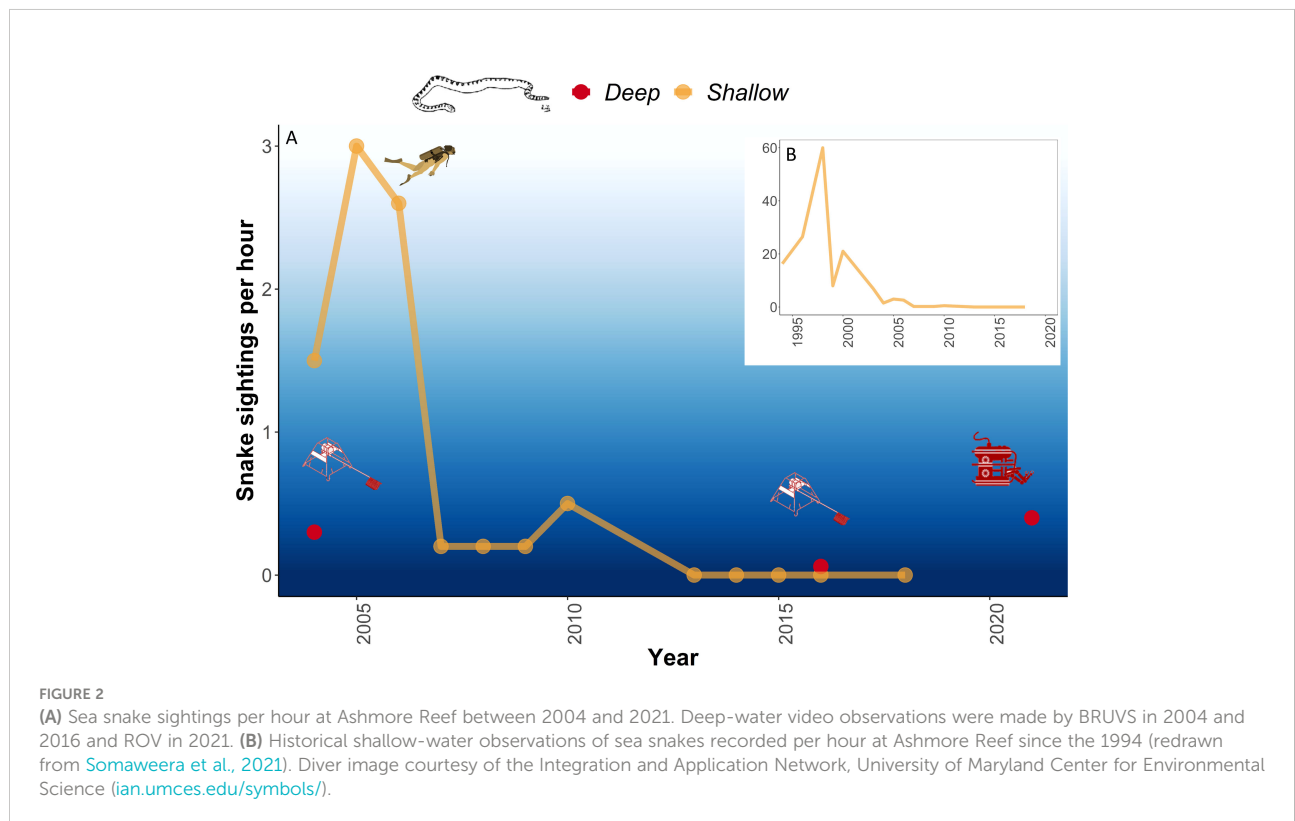 Deep Shallow
A
3
2
1
0
Snake sightings per hour
B
60
40
20
0
1995
2000
2005
2010
2015
2020
2005
2010
2015
2020
Year
FIGURE 2
(A) Sea snake sightings per hour at Ashmore Reef between 2004 and 2021. Deep-water video observations were made by BRUVS in 2004 and
2016 and ROV in 2021. (B) Historical shallow-water observations of sea snakes recorded per hour at Ashmore Reef since the 1994 (redrawn
from Somaweera et al., 2021). Diver image courtesy of the Integration and Application Network, University of Maryland Center for Environmental
Science (ian.umces.edu/symbols/).